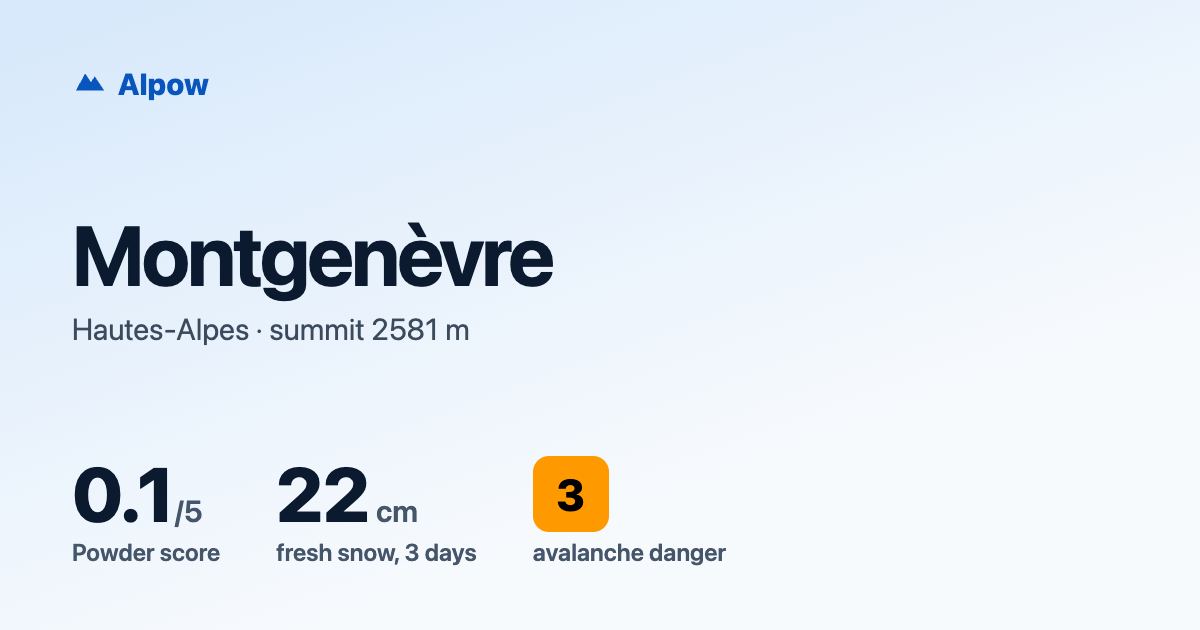 Alpow
Montgenèvre
Hautes-Alpes · summit 2581 m
0.1/5 22 cm 3
Powder score fresh snow, 3 days avalanche danger